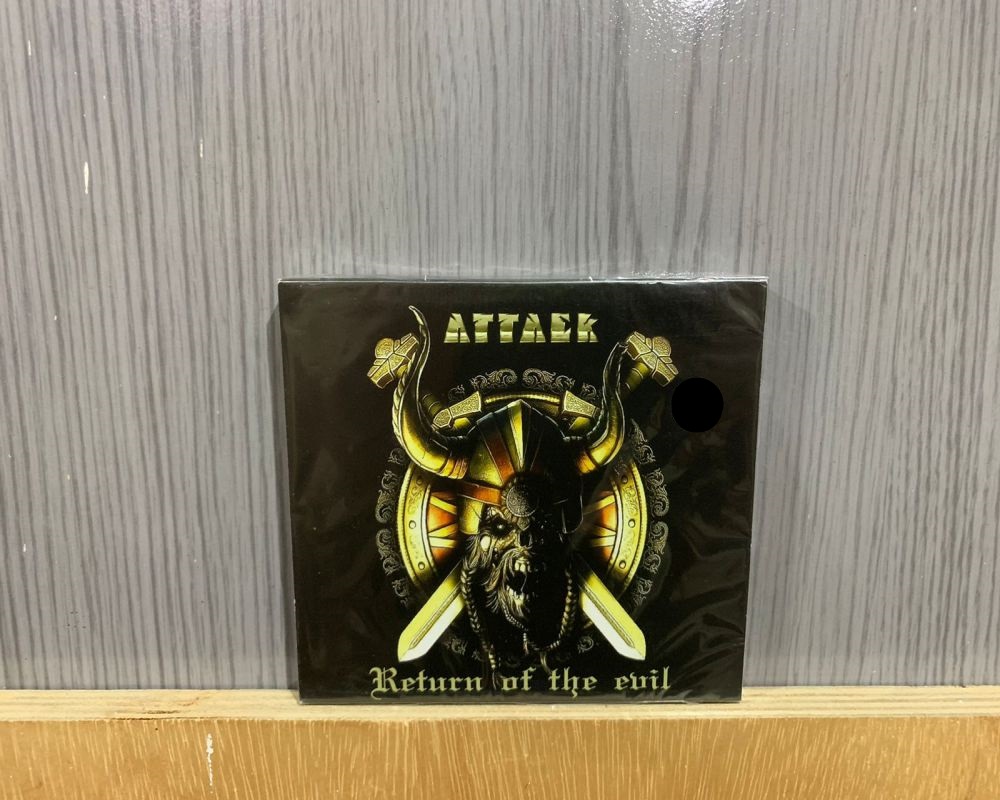 ATTACK
Return of the evil